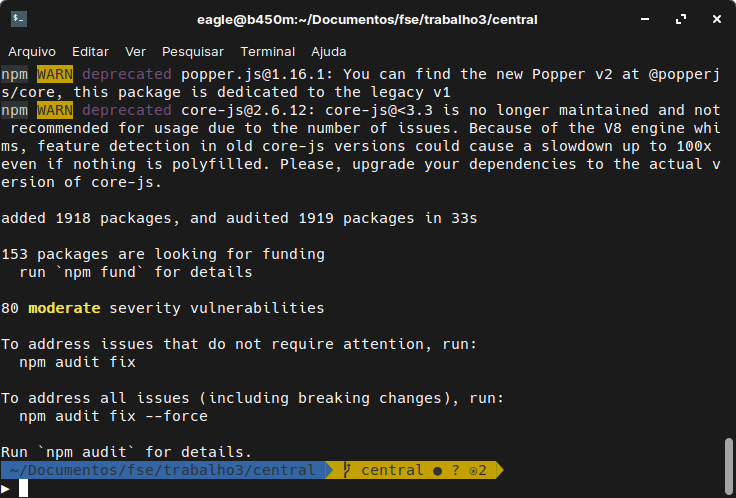 eagle@b450m:~/Documentos/fse/trabalho3/central
Arquivo Editar Ver Pesquisar Terminal Ajuda
npm WARN deprecated popper.js@1.16.1: You can find the new Popper v2 at @popperj
s/core, this package is dedicated to the legacy v1
npm WARN deprecated core-js@2.6.12: core-js@<3.3 is no longer maintained and not
 recommended for usage due to the number of issues. Because of the V8 engine whi
ms, feature detection in old core-js versions could cause a slowdown up to 100x
even if nothing is polyfilled. Please, upgrade your dependencies to the actual v
ersion of core-js.
added 1918 packages, and audited 1919 packages in 33s
153 packages are looking for funding
  run `npm fund` for details
80 moderate severity vulnerabilities
To address issues that do not require attention, run:
  npm audit fix
To address all issues (including breaking changes), run:
  npm audit fix --force
Run `npm audit` for details.
~/Documentos/fse/trabalho3/central central ● ? ⍟2